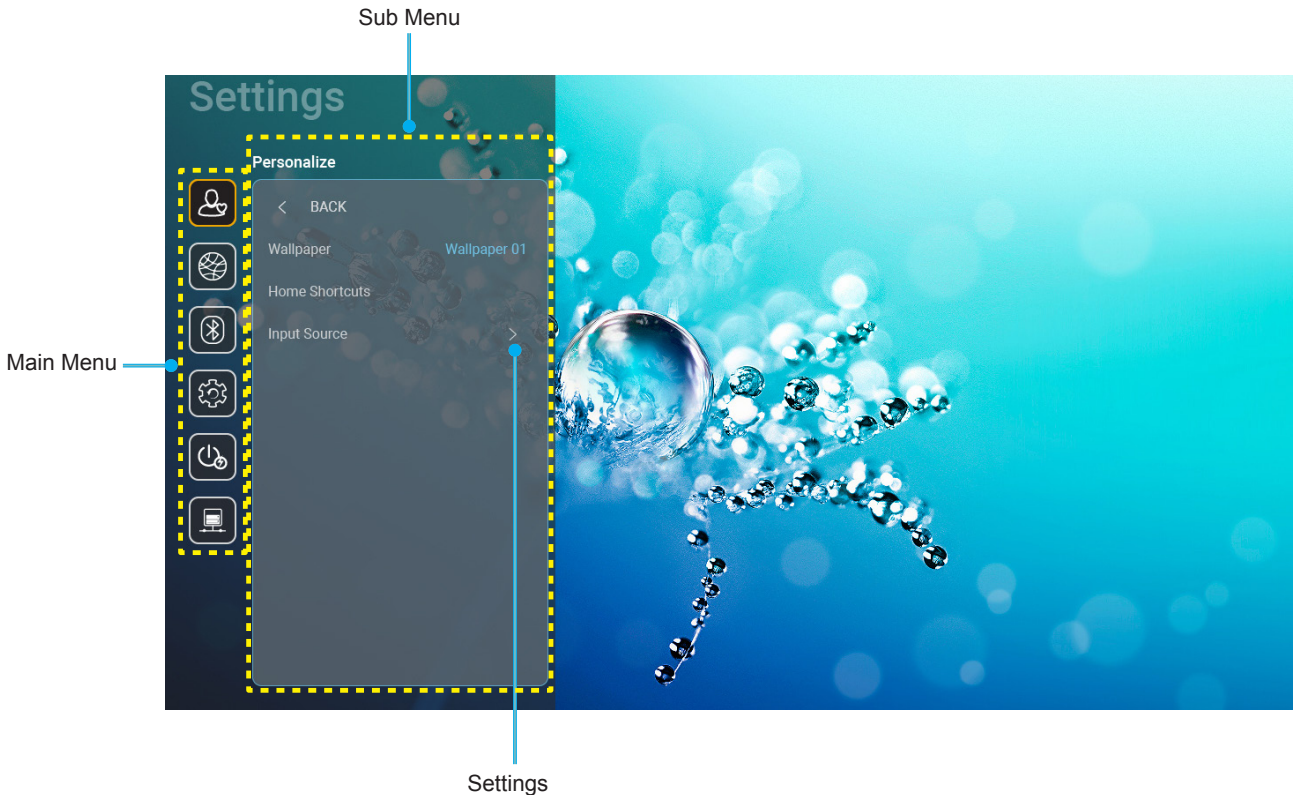 Sub Menu
Settings
Personalize
BACK
Wallpaper Wallpaper 01
Home Shortcuts
Input Source
Main Menu
Settings